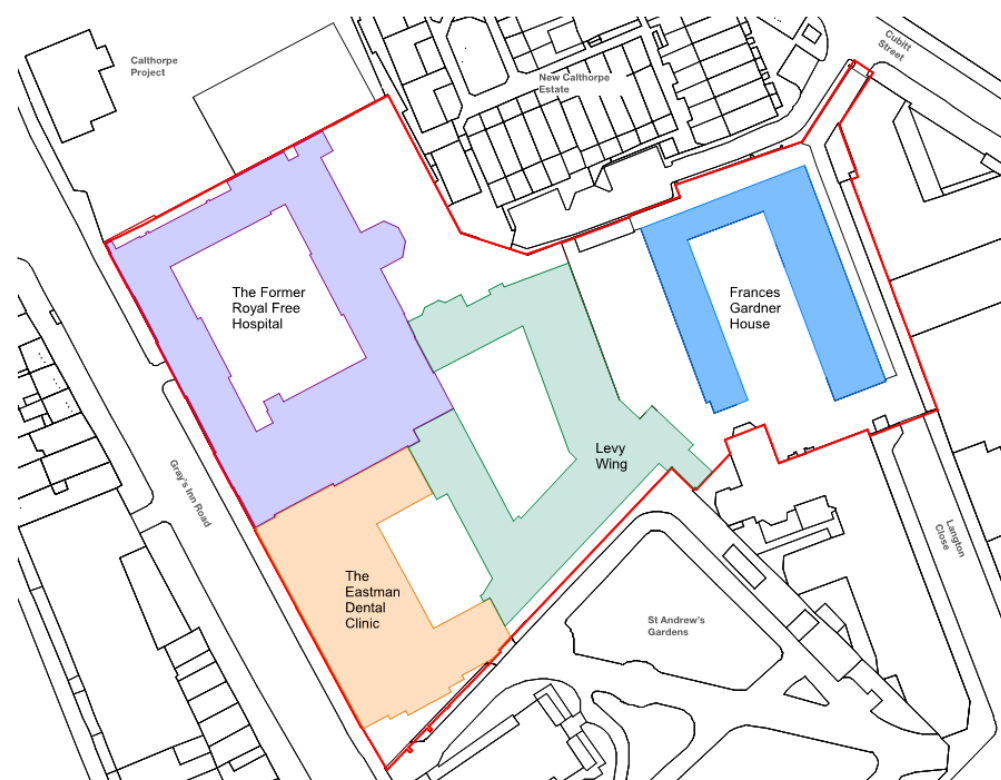 Calthorpe
Project
Cubitt
Street
New Calthorpe
Estate
The Former
Royal Free
Hospital
Frances
Gardner
House
Levy
Wing
Gray's Inn Road
Langton
Close
The
Eastman
Dental
Clinic
St Andrew's
Gardens